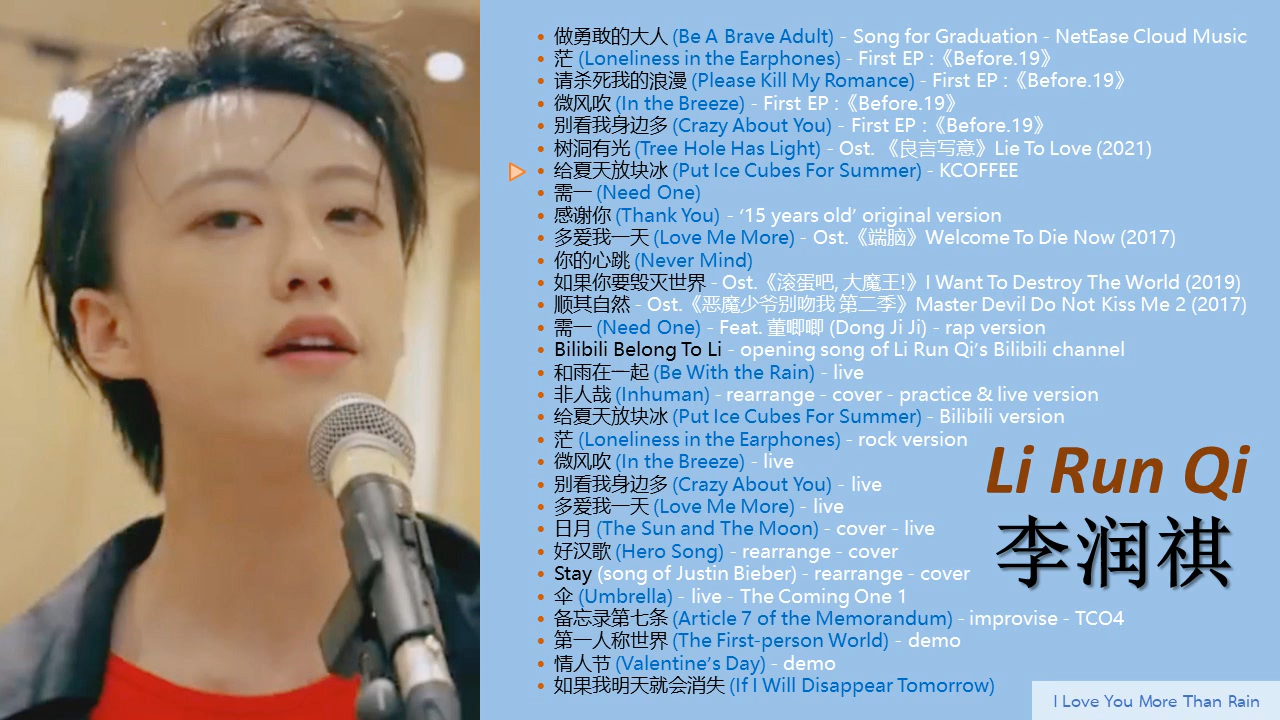 做勇敢的大人 (Be A Brave Adult) - Song for Graduation - NetEase Cloud Music
茫 (Loneliness in the Earphones) - First EP :《Before.19》
请杀死我的浪漫 (Please Kill My Romance) - First EP :《Before.19》
微风吹 (In the Breeze) - First EP :《Before.19》
别看我身边多 (Crazy About You) - First EP :《Before.19》
树洞有光 (Tree Hole Has Light) - Ost. 《良言写意》Lie To Love (2021)
给夏天放块冰 (Put Ice Cubes For Summer) - KCOFFEE
需一 (Need One)
感谢你 (Thank You) - ‘15 years old’ original version
多爱我一天 (Love Me More) - Ost.《端脑》Welcome To Die Now (2017)
你的心跳 (Never Mind)
如果你要毁灭世界 - Ost.《滚蛋吧, 大魔王!》I Want To Destroy The World (2019)
顺其自然 - Ost.《恶魔少爷别吻我 第二季》Master Devil Do Not Kiss Me 2 (2017)
需一 (Need One) - Feat. 董唧唧 (Dong Ji Ji) - rap version
Bilibili Belong To Li - opening song of Li Run Qi’s Bilibili channel
和雨在一起 (Be With the Rain) - live
非人哉 (Inhuman) - rearrange - cover - practice & live version
给夏天放块冰 (Put Ice Cubes For Summer) - Bilibili version
茫 (Loneliness in the Earphones) - rock version
微风吹 (In the Breeze) - live
别看我身边多 (Crazy About You) - live
多爱我一天 (Love Me More) - live
日月 (The Sun and The Moon) - cover - live
好汉歌 (Hero Song) - rearrange - cover
Stay (song of Justin Bieber) - rearrange - cover
伞 (Umbrella) - live - The Coming One 1
备忘录第七条 (Article 7 of the Memorandum) - improvise - TCO4
第一人称世界 (The First-person World) - demo
情人节 (Valentine’s Day) - demo
如果我明天就会消失 (If I Will Disappear Tomorrow)
Li Run Qi
李润祺
I Love You More Than Rain